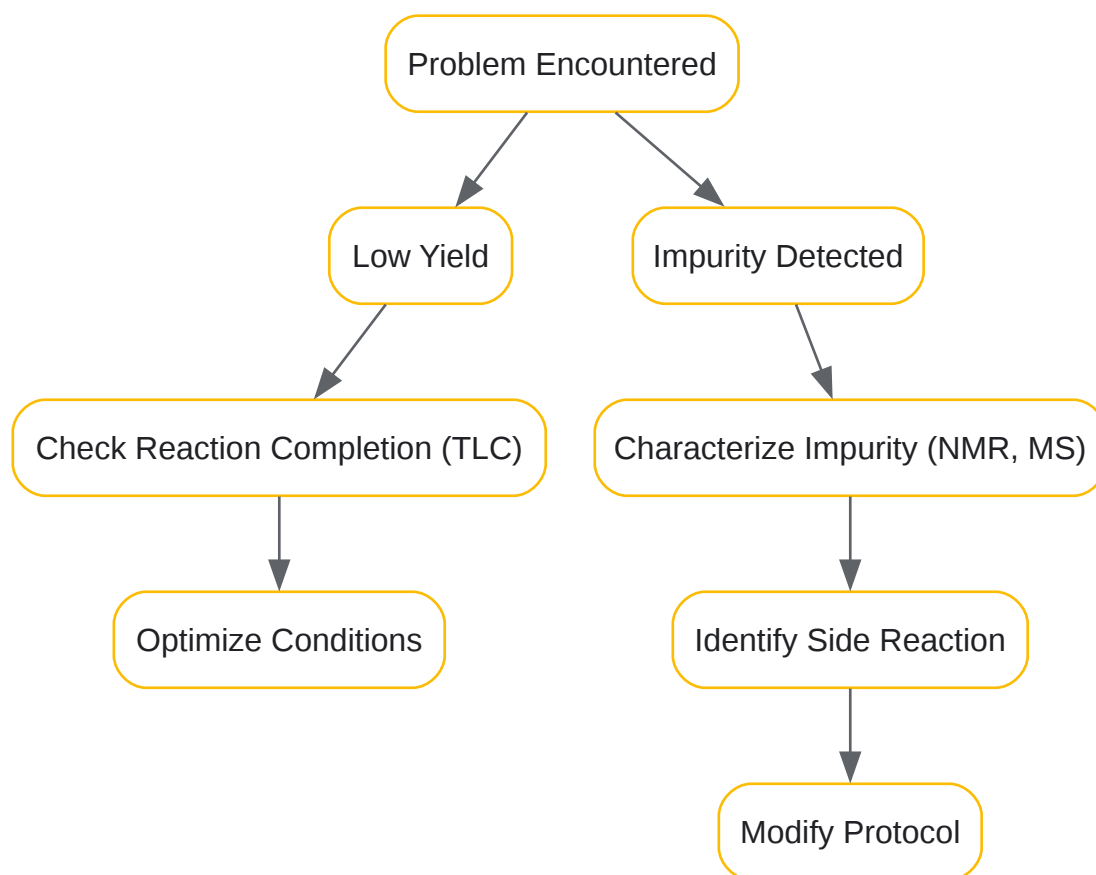 Problem Encountered
Low Yield
Impurity Detected
Check Reaction Completion (TLC)
Characterize Impurity (NMR, MS)
Optimize Conditions
Identify Side Reaction
Modify Protocol